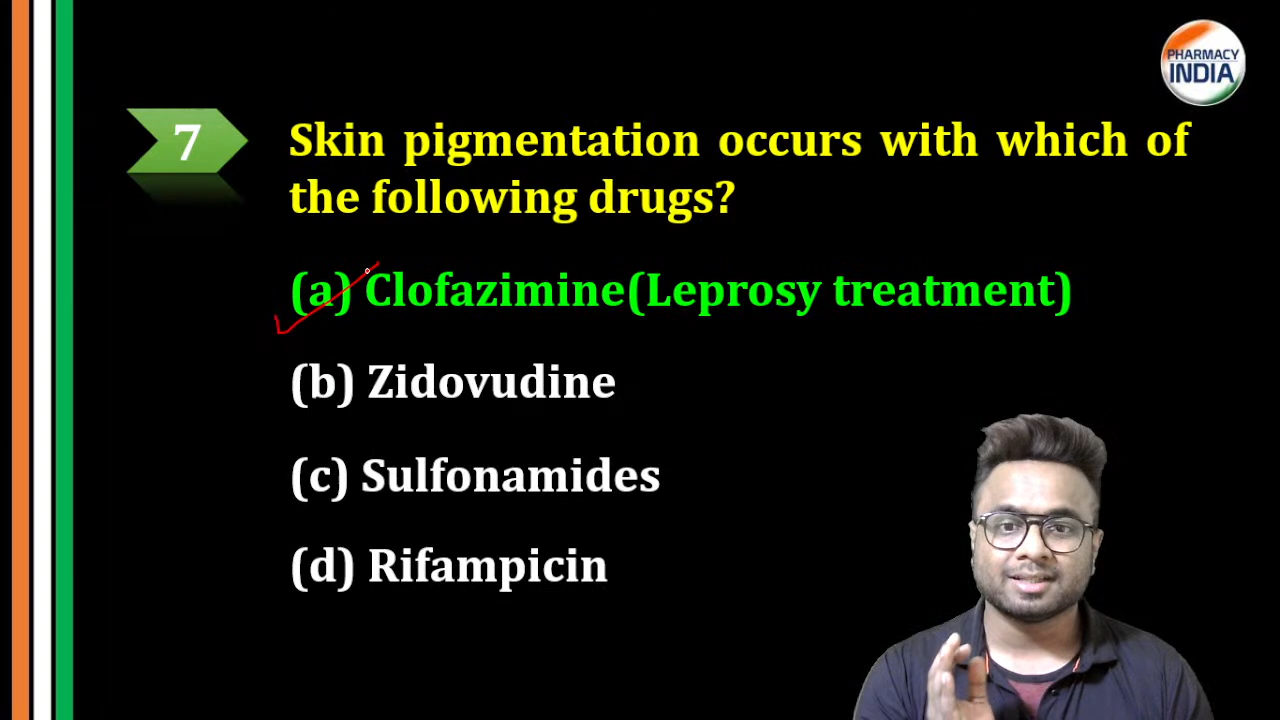 PHARMACY
INDIA
7
Skin pigmentation occurs with which of
the following drugs?
(a) Clofazimine(Leprosy treatment)
(b) Zidovudine
(c) Sulfonamides
(d) Rifampicin